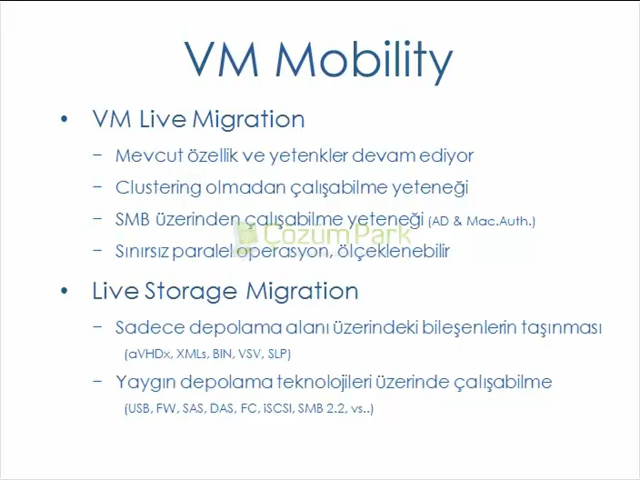 VM Mobility
• VM Live Migration
− Mevcut özellik ve yetenkler devam ediyor
− Clustering olmadan çalışabilme yeteneği
− SMB üzerinden çalışabilme yeteneği (AD & Mac.Auth.)
ÇözümPark
− Sınırsız paralel operasyon, ölçeklenebilir
• Live Storage Migration
− Sadece depolama alanı üzerindeki bileşenlerin taşınması
(aVHDx, XMLs, BIN, VSV, SLP)
− Yaygın depolama teknolojileri üzerinde çalışabilme
(USB, FW, SAS, DAS, FC, iSCSI, SMB 2.2, vs..)